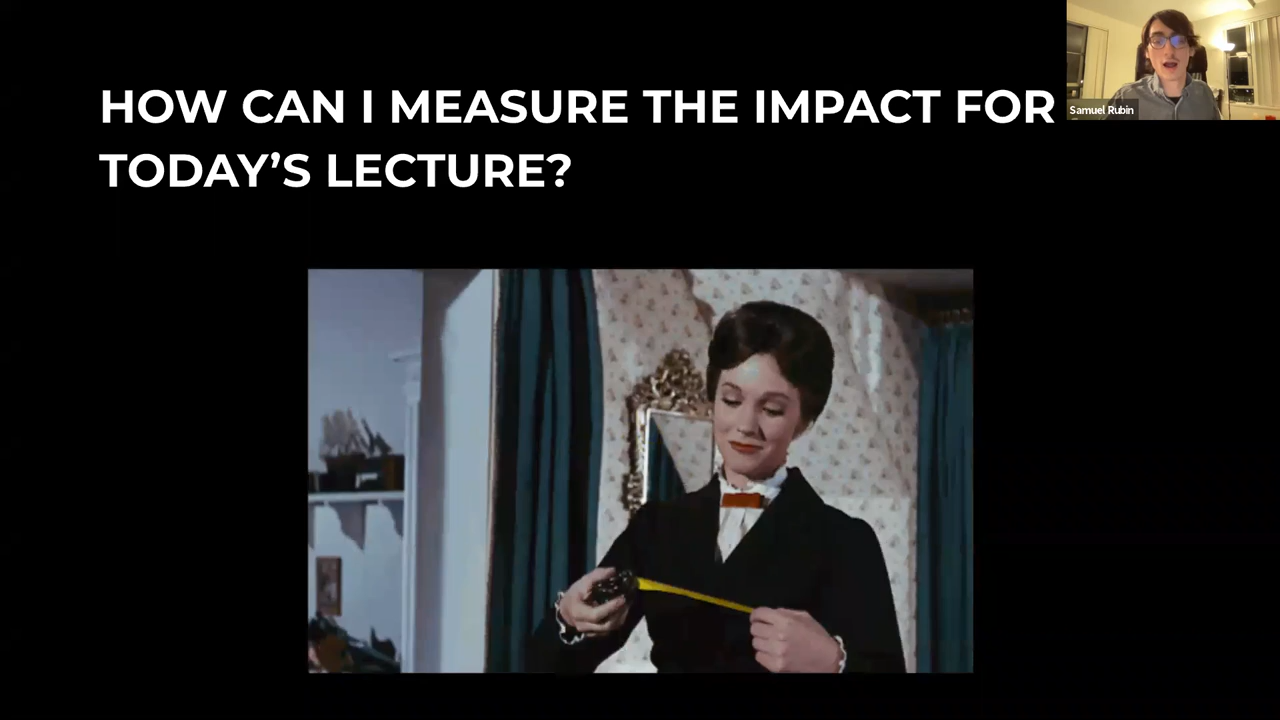 HOW CAN I MEASURE THE IMPACT FOR
TODAY’S LECTURE?
Samuel Rubin